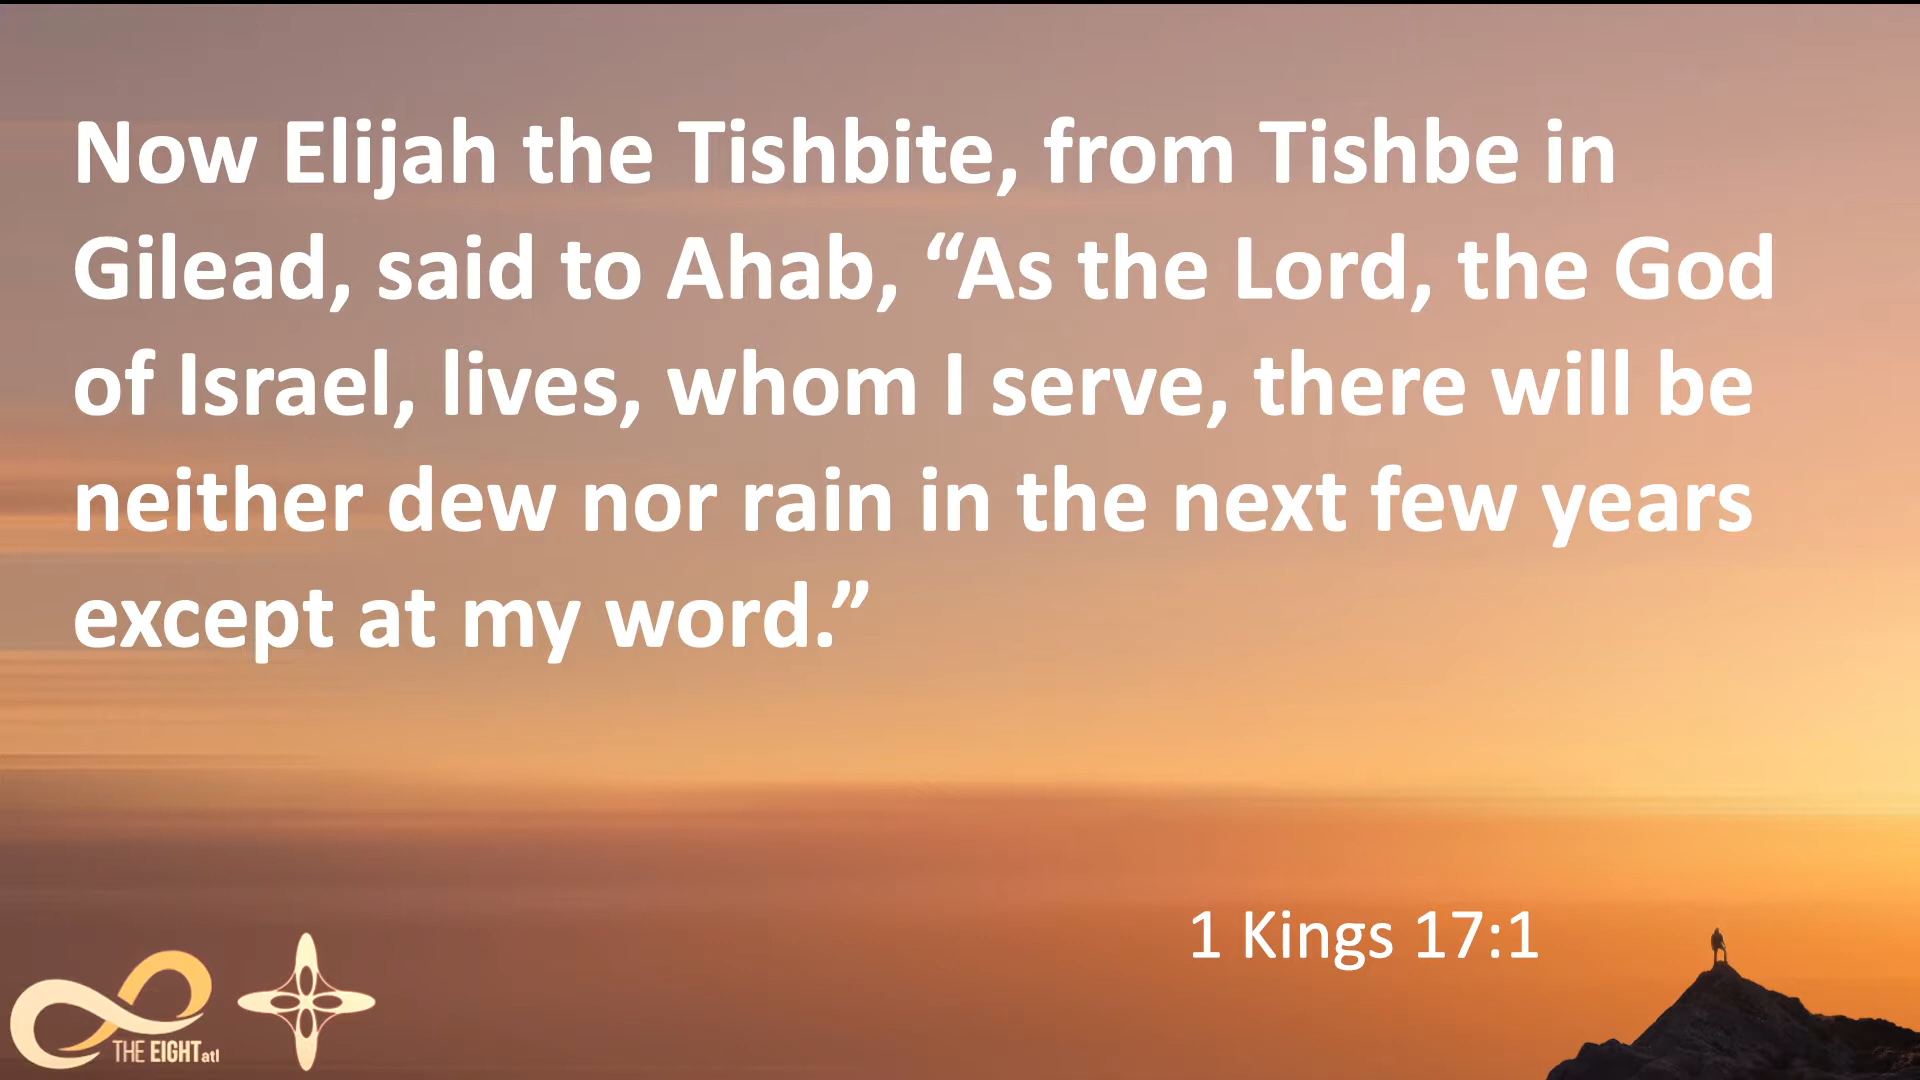 Now Elijah the Tishbite, from Tishbe in
Gilead, said to Ahab, “As the Lord, the God
of Israel, lives, whom I serve, there will be
neither dew nor rain in the next few years
except at my word.”
1 Kings 17:1
THE EIGHTatl